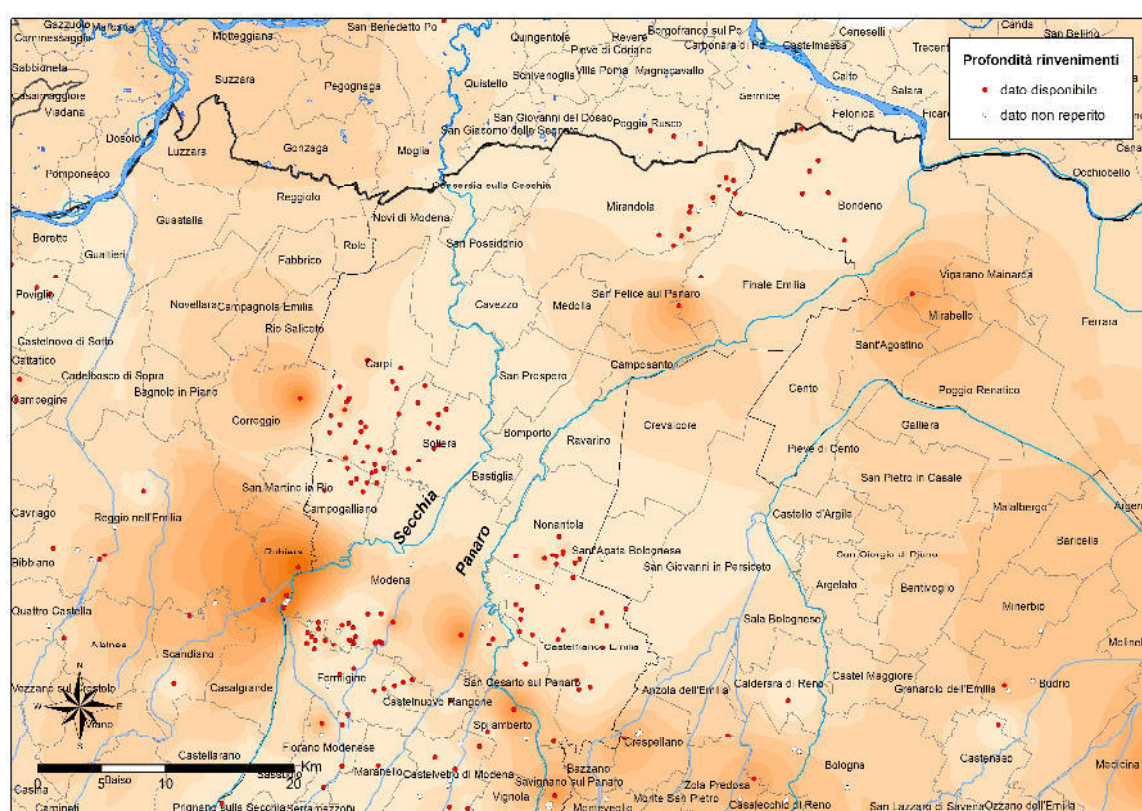 Gazzuolo
Marcaria
San Benedetto Po
Borgofranco sul Po
Ceneselli
Canda
San Bellino
Commessaggio
Motteggiana
Quingentole
Revere
Carbonara di Po
Castelmassa
Trecenta
Pieve di Coriano
Sabbioneta
Suzzara
Pegognaga
Quistello
Schivenoglia
Villa Poma
Magnacavallo
Calto
Casalmaggiore
Sermide
Salara
Viadana
San Giovanni del Dosso
Felonica
Ficarolo
Dosolo
San Giacomo delle Segnate
Poggio Rusco
Luzzara
Gonzaga
Moglia
Profondità rinvenimenti
dato disponibile
dato non reperito
Pomponesco
Concordia sulla Secchia
Occhiobello
Reggiolo
Mirandola
Bondeno
Guastalla
Novi di Modena
Boretto
Rolo
San Possidonio
Gualtieri
Fabbrico
Vigarano Mainarda
Poviglio
Finale Emilia
San Felice sul Panaro
Novellara
Campagnola Emilia
Cavezzo
Medolla
Mirabello
Ferrara
Rio Saliceto
Castelnovo di Sotto
Sant'Agostino
Gattatico
Carpi
Camposanto
Cadelbosco di Sopra
San Prospero
Bagnolo in Piano
Cento
Poggio Renatico
Campegine
Correggio
Crevalcore
Galliera
Soliera
Bomporto
Ravarino
Pieve di Cento
Bastiglia
San Pietro in Casale
San Martino in Rio
Secchia
Campogalliano
Malalbergo
Cavriago
Reggio nell'Emilia
Nonantola
Castello d'Argile
Panaro
Baricella
Rubiera
Sant'Agata Bolognese
San Giorgio di Piano
Bibbiano
San Giovanni in Persiceto
Modena
Argelato
Bentivoglio
Quattro Castella
Minerbio
Sala Bolognese
Albinea
Castelfranco Emilia
Scandiano
Castel Maggiore
Formigine
San Cesario sul Panaro
Calderara di Reno
Vezzano sul Crostolo
Casalgrande
Anzola dell'Emilia
Granarolo dell'Emilia
Budrio
Castelnuovo Rangone
N
W
E
S
Viano
Spilamberto
Crespellano
Fiorano Modenese
Castellarano
Bazzano
Bologna
Castenaso
Medicina
Maranello
Castelvetro di Modena
Savignano sul Panaro
Zola Predosa
0
5
10
20
Km
Baiso
Sassuolo
Casina
Vignola
Monte San Pietro
Casalecchio di Reno
Carpineti
Prignano sulla Secchia
Serramazzoni
Monteveglio
San Lazzaro di Savena
Ozzano dell'Emilia